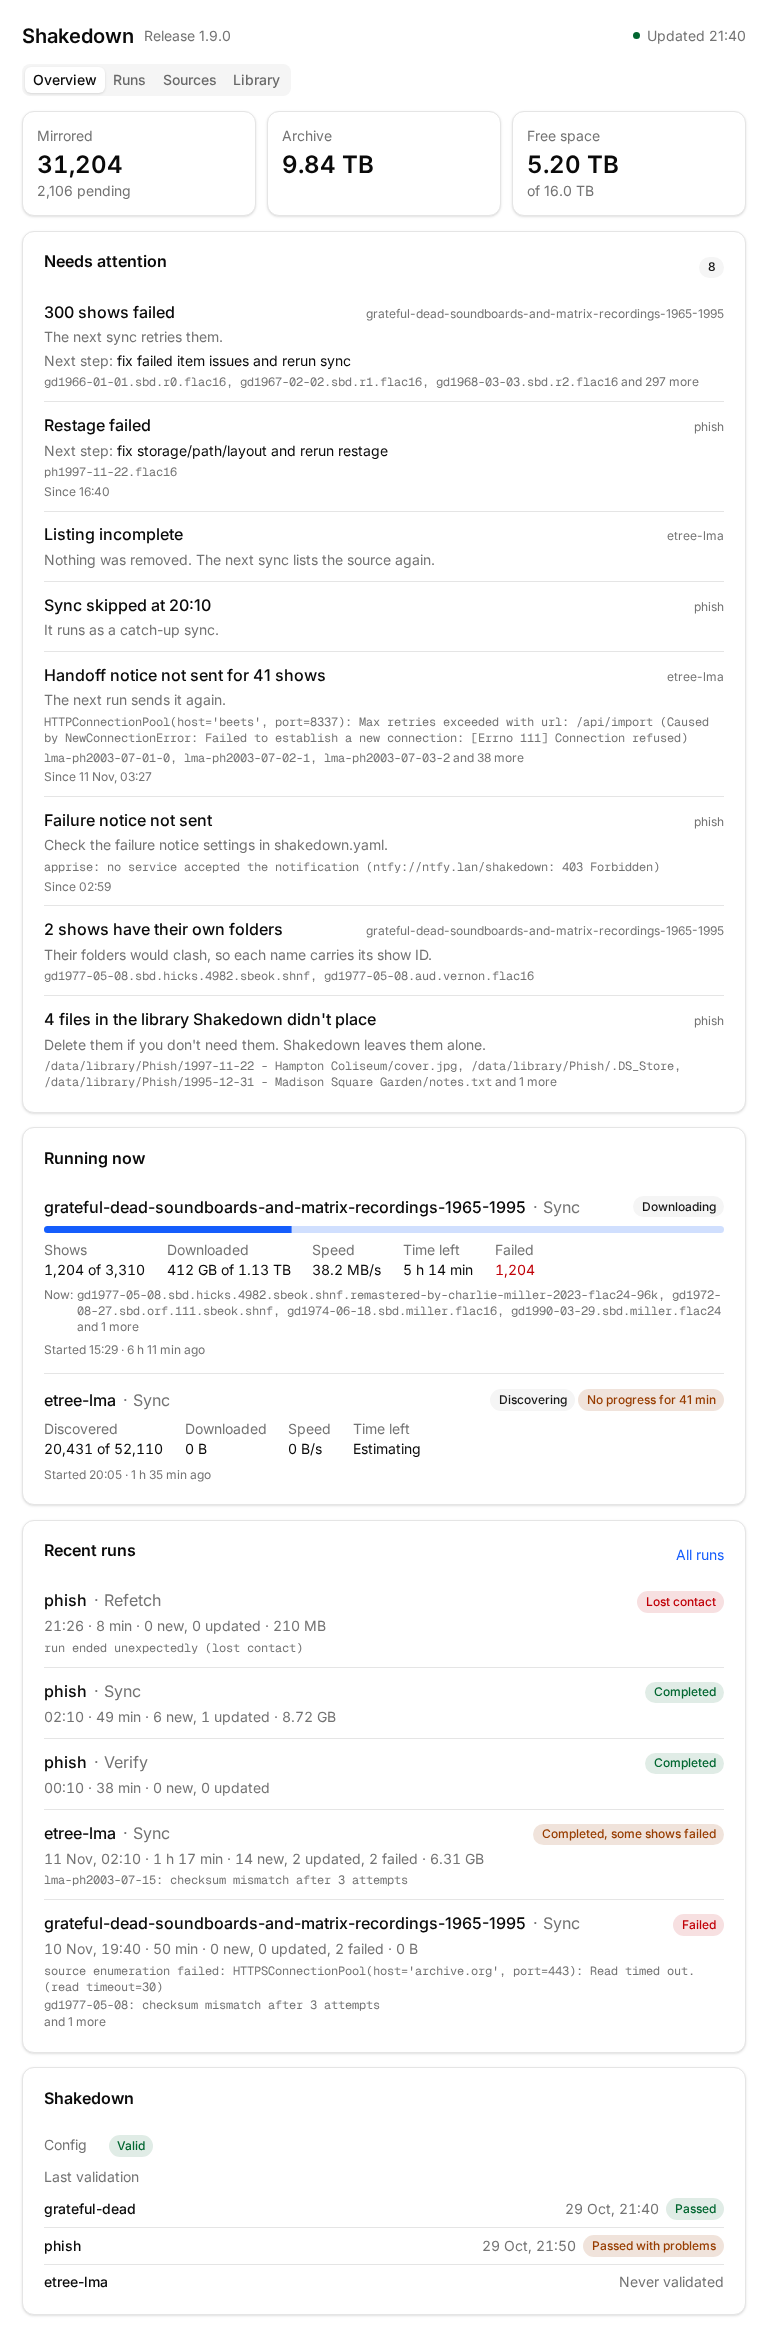 Shakedown Release 1.9.0 Updated 21:40
Overview Runs Sources Library
Mirrored
31,204
2,106 pending
Archive
9.84 TB
Free space
5.20 TB
of 16.0 TB
Needs attention 8
300 shows failed grateful-dead-soundboards-and-matrix-recordings-1965-1995
The next sync retries them.
Next step: fix failed item issues and rerun sync
gd1966-01-01.sbd.r0.flac16, gd1967-02-02.sbd.r1.flac16, gd1968-03-03.sbd.r2.flac16 and 297 more
Restage failed phish
Next step: fix storage/path/layout and rerun restage
ph1997-11-22.flac16
Since 16:40
Listing incomplete etree-lma
Nothing was removed. The next sync lists the source again.
Sync skipped at 20:10 phish
It runs as a catch-up sync.
Handoff notice not sent for 41 shows etree-lma
The next run sends it again.
HTTPConnectionPool(host='beets', port=8337): Max retries exceeded with url: /api/import (Caused
by NewConnectionError: Failed to establish a new connection: [Errno 111] Connection refused)
lma-ph2003-07-01-0, lma-ph2003-07-02-1, lma-ph2003-07-03-2 and 38 more
Since 11 Nov, 03:27
Failure notice not sent phish
Check the failure notice settings in shakedown.yaml.
apprise: no service accepted the notification (ntfy://ntfy.lan/shakedown: 403 Forbidden)
Since 02:59
2 shows have their own folders grateful-dead-soundboards-and-matrix-recordings-1965-1995
Their folders would clash, so each name carries its show ID.
gd1977-05-08.sbd.hicks.4982.sbeok.shnf, gd1977-05-08.aud.vernon.flac16
4 files in the library Shakedown didn't place phish
Delete them if you don't need them. Shakedown leaves them alone.
/data/library/Phish/1997-11-22 - Hampton Coliseum/cover.jpg, /data/library/Phish/.DS_Store,
/data/library/Phish/1995-12-31 - Madison Square Garden/notes.txt and 1 more
Running now
grateful-dead-soundboards-and-matrix-recordings-1965-1995 · Sync Downloading
Shows Downloaded Speed Time left Failed
1,204 of 3,310 412 GB of 1.13 TB 38.2 MB/s 5 h 14 min 1,204
Now: gd1977-05-08.sbd.hicks.4982.sbeok.shnf.remastered-by-charlie-miller-2023-flac24-96k, gd1972-
08-27.sbd.orf.111.sbeok.shnf, gd1974-06-18.sbd.miller.flac16, gd1990-03-29.sbd.miller.flac24
and 1 more
Started 15:29 · 6 h 11 min ago
etree-lma · Sync Discovering No progress for 41 min
Discovered Downloaded Speed Time left
20,431 of 52,110 0 B 0 B/s Estimating
Started 20:05 · 1 h 35 min ago
Recent runs All runs
phish · Refetch Lost contact
21:26 · 8 min · 0 new, 0 updated · 210 MB
run ended unexpectedly (lost contact)
phish · Sync Completed
02:10 · 49 min · 6 new, 1 updated · 8.72 GB
phish · Verify Completed
00:10 · 38 min · 0 new, 0 updated
etree-lma · Sync Completed, some shows failed
11 Nov, 02:10 · 1 h 17 min · 14 new, 2 updated, 2 failed · 6.31 GB
lma-ph2003-07-15: checksum mismatch after 3 attempts
grateful-dead-soundboards-and-matrix-recordings-1965-1995 · Sync Failed
10 Nov, 19:40 · 50 min · 0 new, 0 updated, 2 failed · 0 B
source enumeration failed: HTTPSConnectionPool(host='archive.org', port=443): Read timed out.
(read timeout=30)
gd1977-05-08: checksum mismatch after 3 attempts
and 1 more
Shakedown
Config Valid
Last validation
grateful-dead 29 Oct, 21:40 Passed
phish 29 Oct, 21:50 Passed with problems
etree-lma Never validated